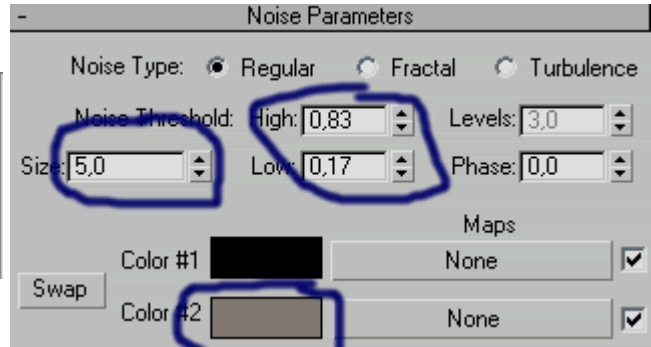 - Noise Parameters
Noise Type: Regular Fractal Turbulence
Noise Threshold: High: 0,83 Levels: 3,0
Size: 5,0 Low: 0,17 Phase: 0,0
Maps
Color #1 None
Swap
Color #2 None